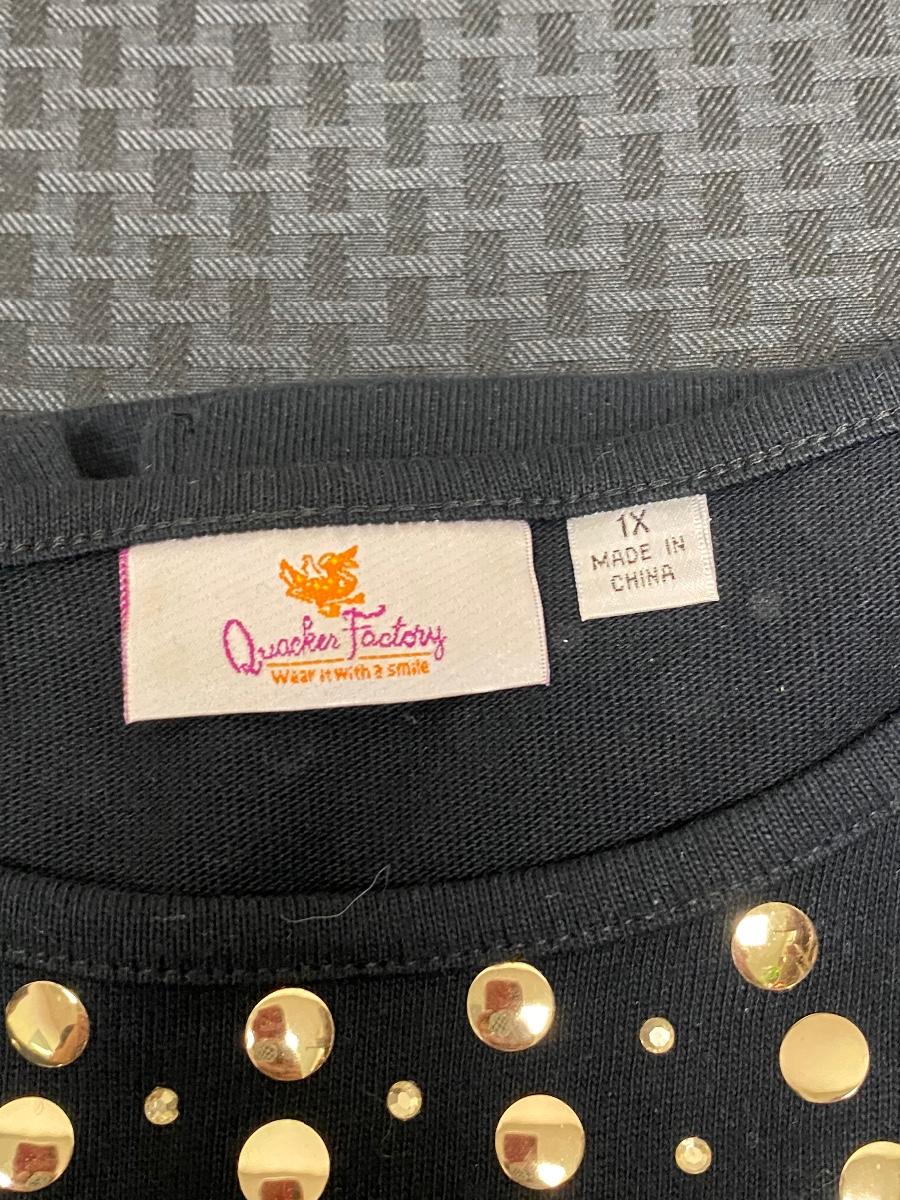 Quacker Factory
Wear it with a smile
1X
MADE IN
CHINA